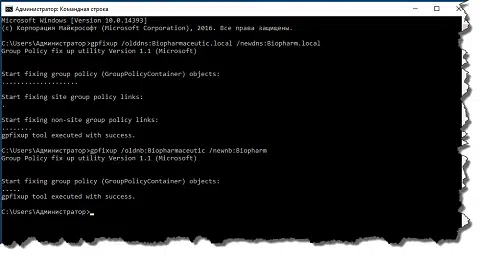 Администратор: Командная строка
Microsoft Windows [Version 10.0.14393]
(c) Корпорация Майкрософт (Microsoft Corporation), 2016. Все права защищены.
C:\Users\Администратор>gpfixup /olddns:Biopharmaceutic.local /newdns:Biopharm.local
Group Policy fix up utility Version 1.1 (Microsoft)
Start fixing group policy (GroupPolicyContainer) objects:
....................
Start fixing site group policy links:
.
Start fixing non-site group policy links:
........
gpfixup tool executed with success.
C:\Users\Администратор>gpfixup /oldnb:Biopharmaceutic /newnb:Biopharm
Group Policy fix up utility Version 1.1 (Microsoft)
Start fixing group policy (GroupPolicyContainer) objects:
.....
gpfixup tool executed with success.
C:\Users\Администратор>